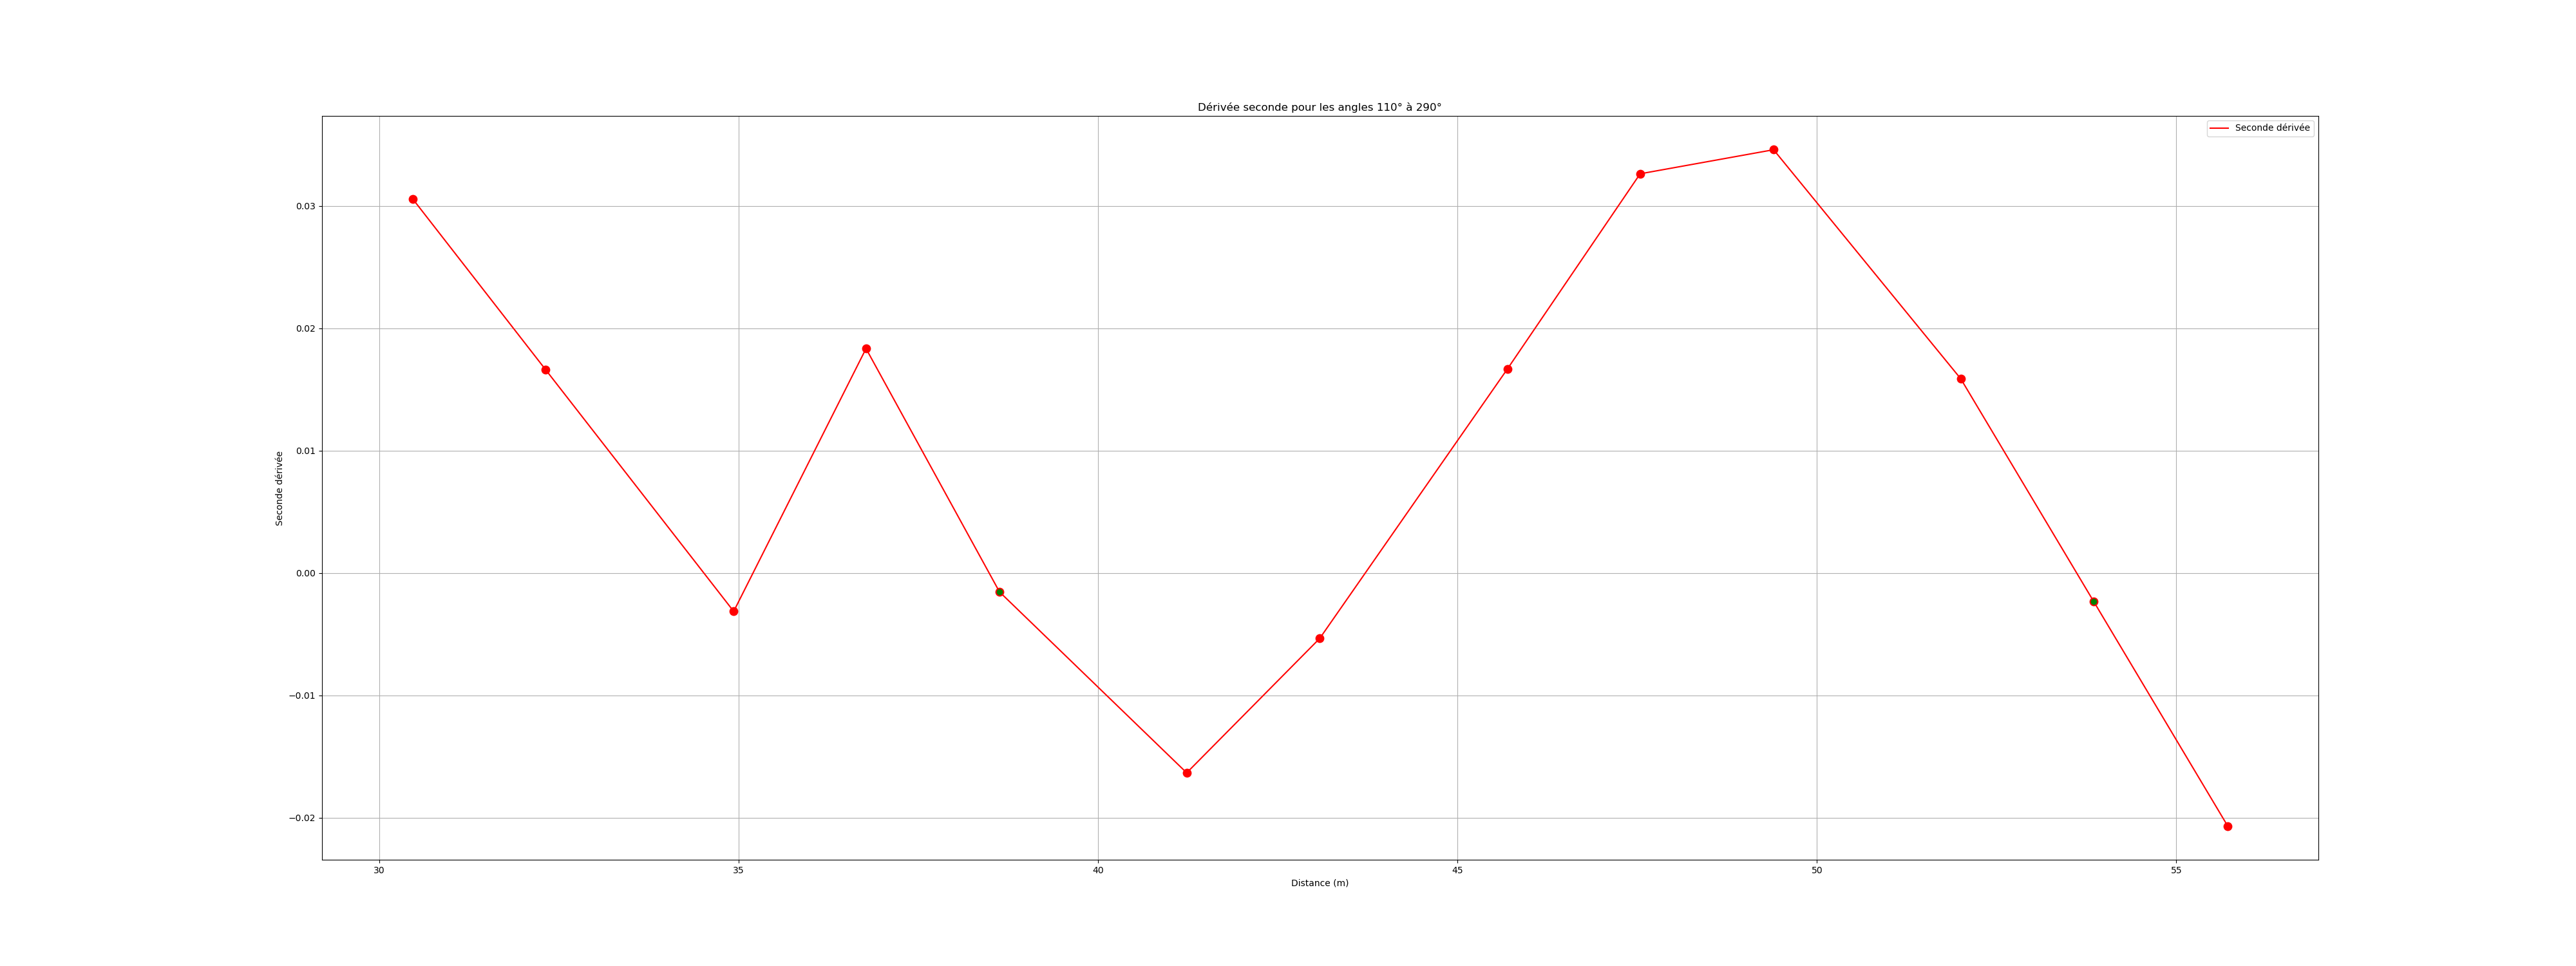 Dérivée seconde pour les angles 110° à 290°
Seconde dérivée
0.03
0.02
0.01
0.00
−0.01
−0.02
Seconde dérivée
30 35 40 45 50 55
Distance (m)